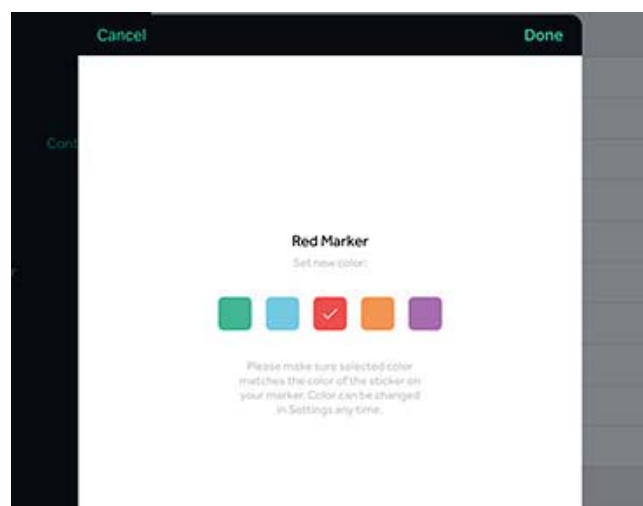 Cancel
Done
Cont
Red Marker
Set new color:
Please make sure selected color
matches the color of the sticker on
your marker. Color can be changed
in Settings any time.